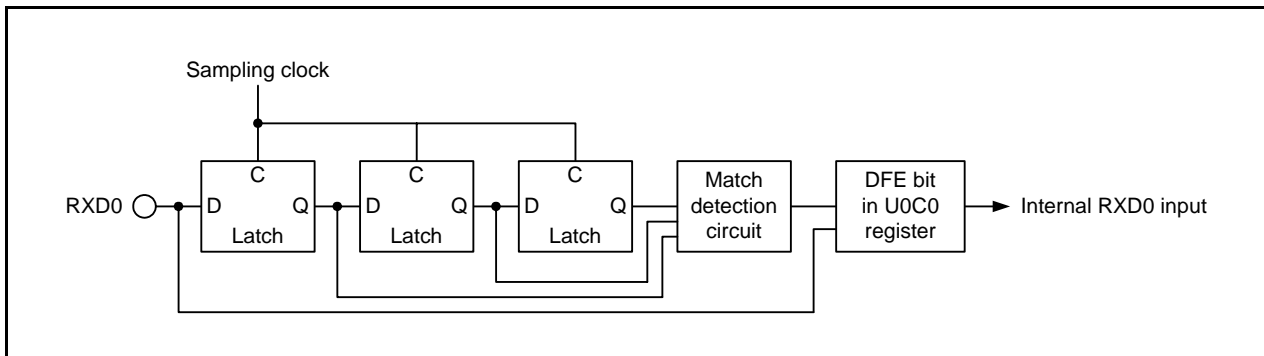 Sampling clock
RXD0
D
C
Q
Latch
D
C
Q
Latch
D
C
Q
Latch
Match
detection
circuit
DFE bit
in U0C0
register
Internal RXD0 input